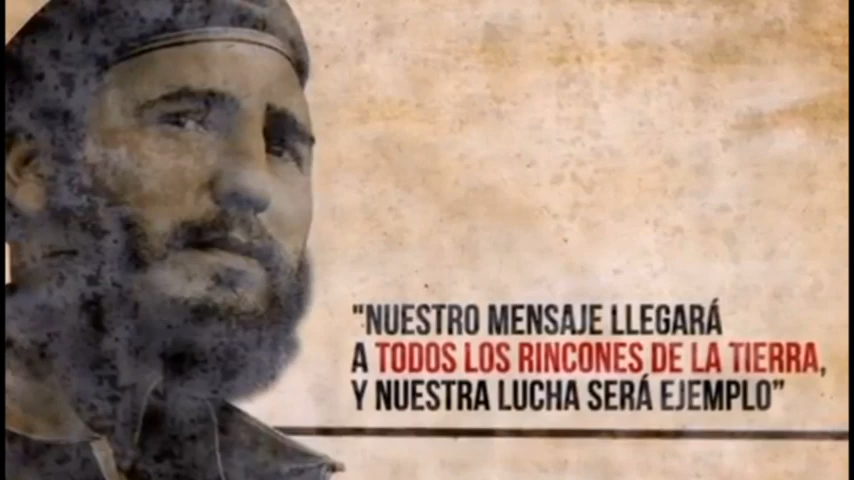 "NUESTRO MENSAJE LLEGARÁ
A TODOS LOS RINCONES DE LA TIERRA,
Y NUESTRA LUCHA SERÁ EJEMPLO"